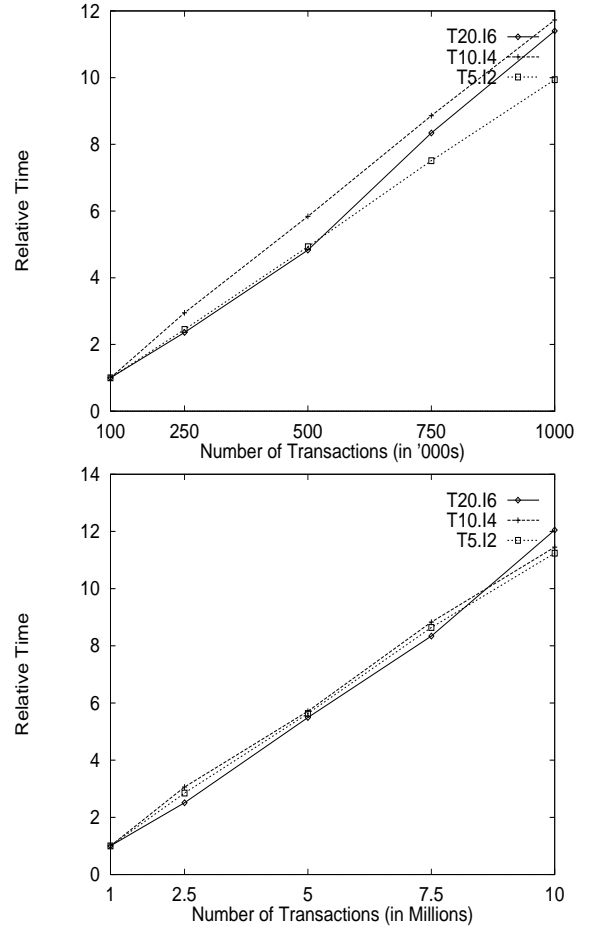 12
10
8
6
4
2
0
Relative Time
T20.I6
T10.I4
T5.I2
100 250 500 750 1000
Number of Transactions (in '000s)
14
12
10
8
6
4
2
0
Relative Time
T20.I6
T10.I4
T5.I2
1 2.5 5 7.5 10
Number of Transactions (in Millions)